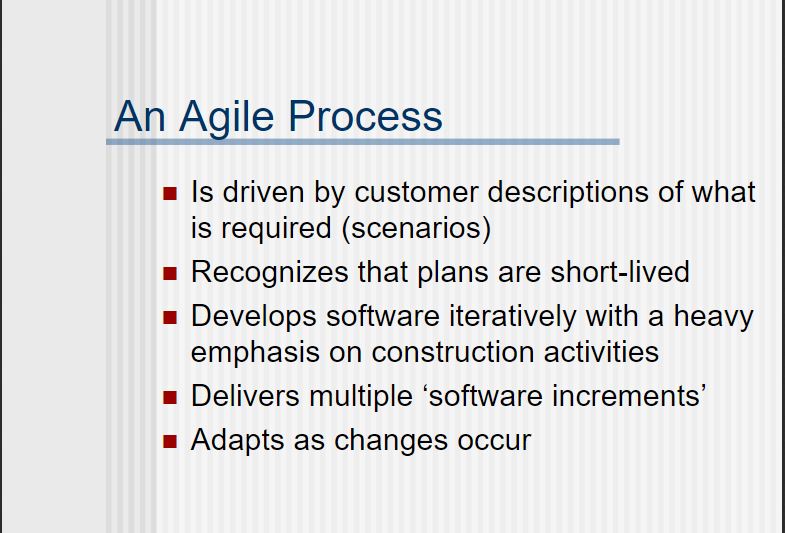 An Agile Process
Is driven by customer descriptions of what
is required (scenarios)
Recognizes that plans are short-lived
Develops software iteratively with a heavy
emphasis on construction activities
Delivers multiple ‘software increments’
Adapts as changes occur